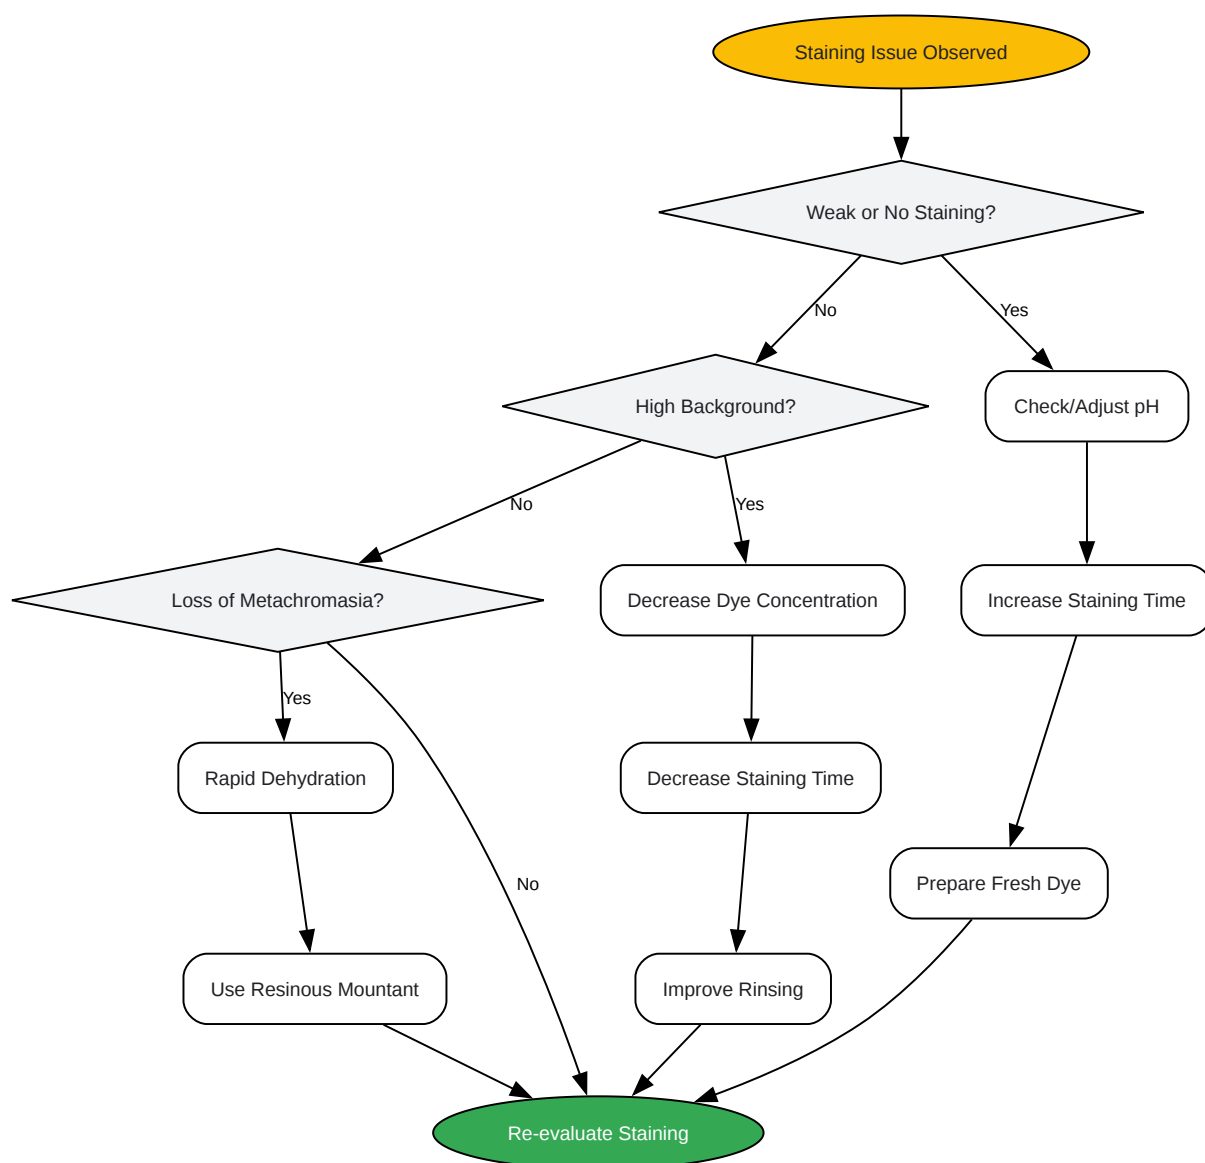 Staining Issue Observed
Weak or No Staining?
No
Yes
High Background?
Check/Adjust pH
No
Yes
Loss of Metachromasia?
Decrease Dye Concentration
Increase Staining Time
Yes
Rapid Dehydration
Decrease Staining Time
No
Prepare Fresh Dye
Use Resinous Mountant
Improve Rinsing
Re-evaluate Staining